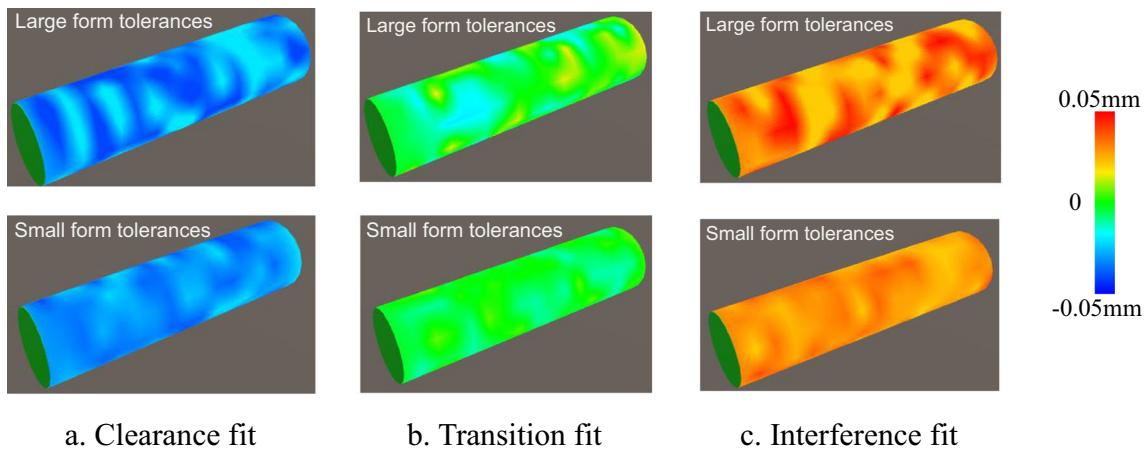 Large form tolerances
Large form tolerances
Large form tolerances
0.05mm
0
-0.05mm
Small form tolerances
Small form tolerances
Small form tolerances
a. Clearance fit
b. Transition fit
c. Interference fit